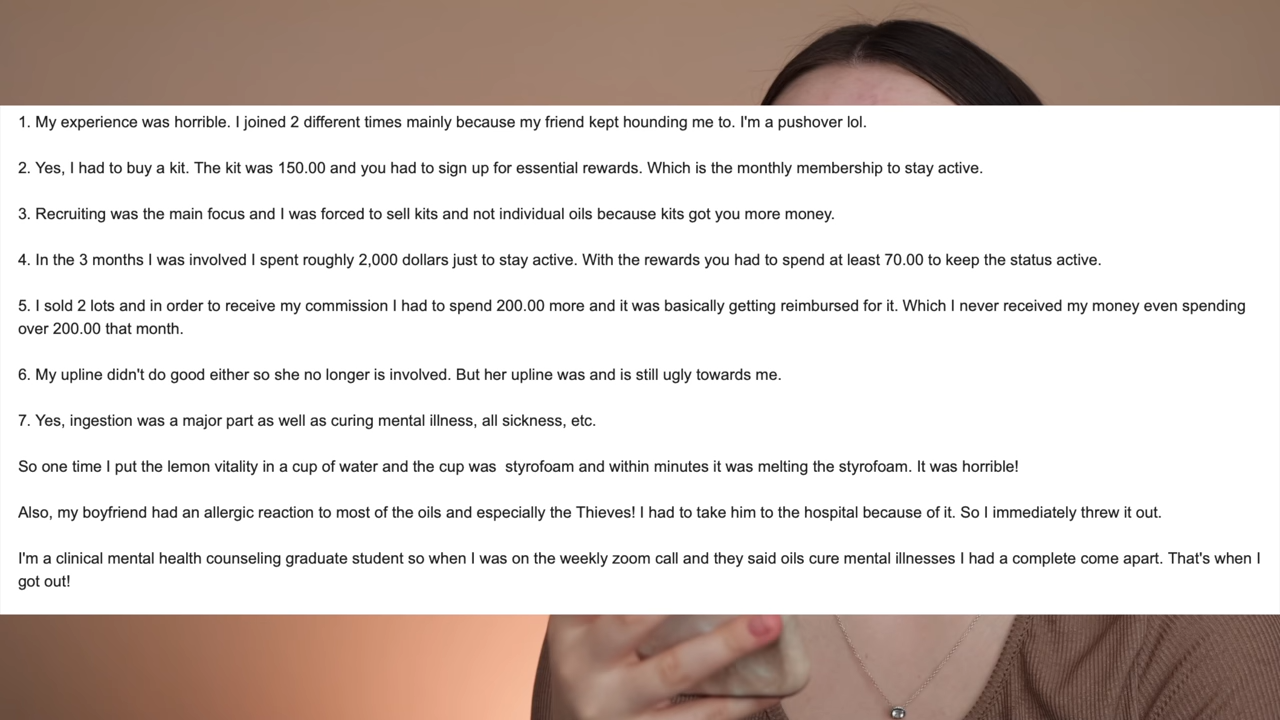 1. My experience was horrible. I joined 2 different times mainly because my friend kept hounding me to. I'm a pushover lol.
2. Yes, I had to buy a kit. The kit was 150.00 and you had to sign up for essential rewards. Which is the monthly membership to stay active.
3. Recruiting was the main focus and I was forced to sell kits and not individual oils because kits got you more money.
4. In the 3 months I was involved I spent roughly 2,000 dollars just to stay active. With the rewards you had to spend at least 70.00 to keep the status active.
5. I sold 2 lots and in order to receive my commission I had to spend 200.00 more and it was basically getting reimbursed for it. Which I never received my money even spending
over 200.00 that month.
6. My upline didn't do good either so she no longer is involved. But her upline was and is still ugly towards me.
7. Yes, ingestion was a major part as well as curing mental illness, all sickness, etc.
So one time I put the lemon vitality in a cup of water and the cup was  styrofoam and within minutes it was melting the styrofoam. It was horrible!
Also, my boyfriend had an allergic reaction to most of the oils and especially the Thieves! I had to take him to the hospital because of it. So I immediately threw it out.
I'm a clinical mental health counseling graduate student so when I was on the weekly zoom call and they said oils cure mental illnesses I had a complete come apart. That's when I
got out!